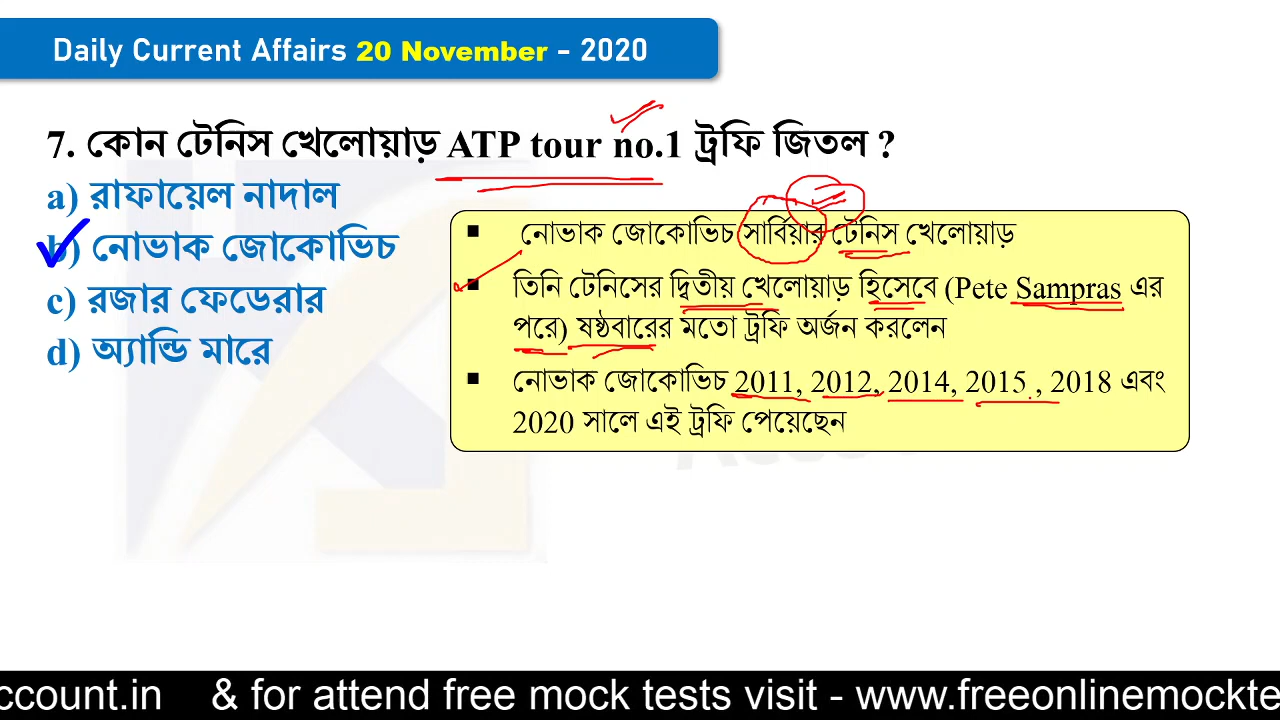 Daily Current Affairs 20 November - 2020
7. কোন টেনিস খেলোয়াড় ATP tour no.1 ট্রফি জিতল ?
a) রাফায়েল নাদাল
b) নোভাক জোকোভিচ
c) রজার ফেডেরার
d) অ্যান্ডি মারে
▪ নোভাক জোকোভিচ সার্বিয়ার টেনিস খেলোয়াড়
▪ তিনি টেনিসের দ্বিতীয় খেলোয়াড় হিসেবে (Pete Sampras এর
পরে) ষষ্ঠবারের মতো ট্রফি অর্জন করলেন
▪ নোভাক জোকোভিচ 2011, 2012, 2014, 2015 , 2018 এবং
2020 সালে এই ট্রফি পেয়েছেন
ccount.in & for attend free mock tests visit - www.freeonlinemockte